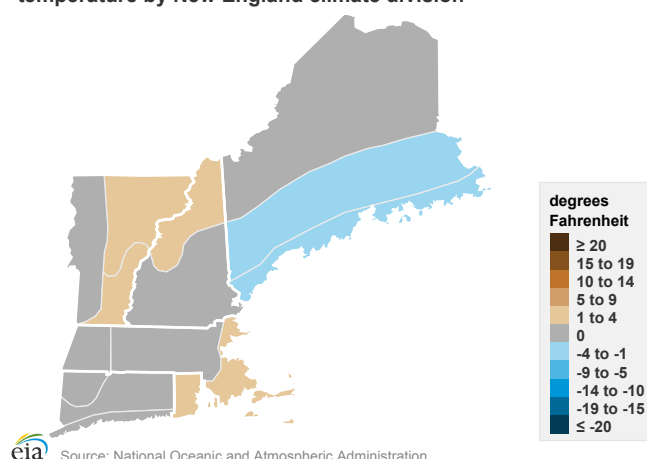 temperature by New England climate division
degrees
Fahrenheit
≥ 20
15 to 19
10 to 14
5 to 9
1 to 4
0
-4 to -1
-9 to -5
-14 to -10
-19 to -15
≤ -20
eia Source: National Oceanic and Atmospheric Administration